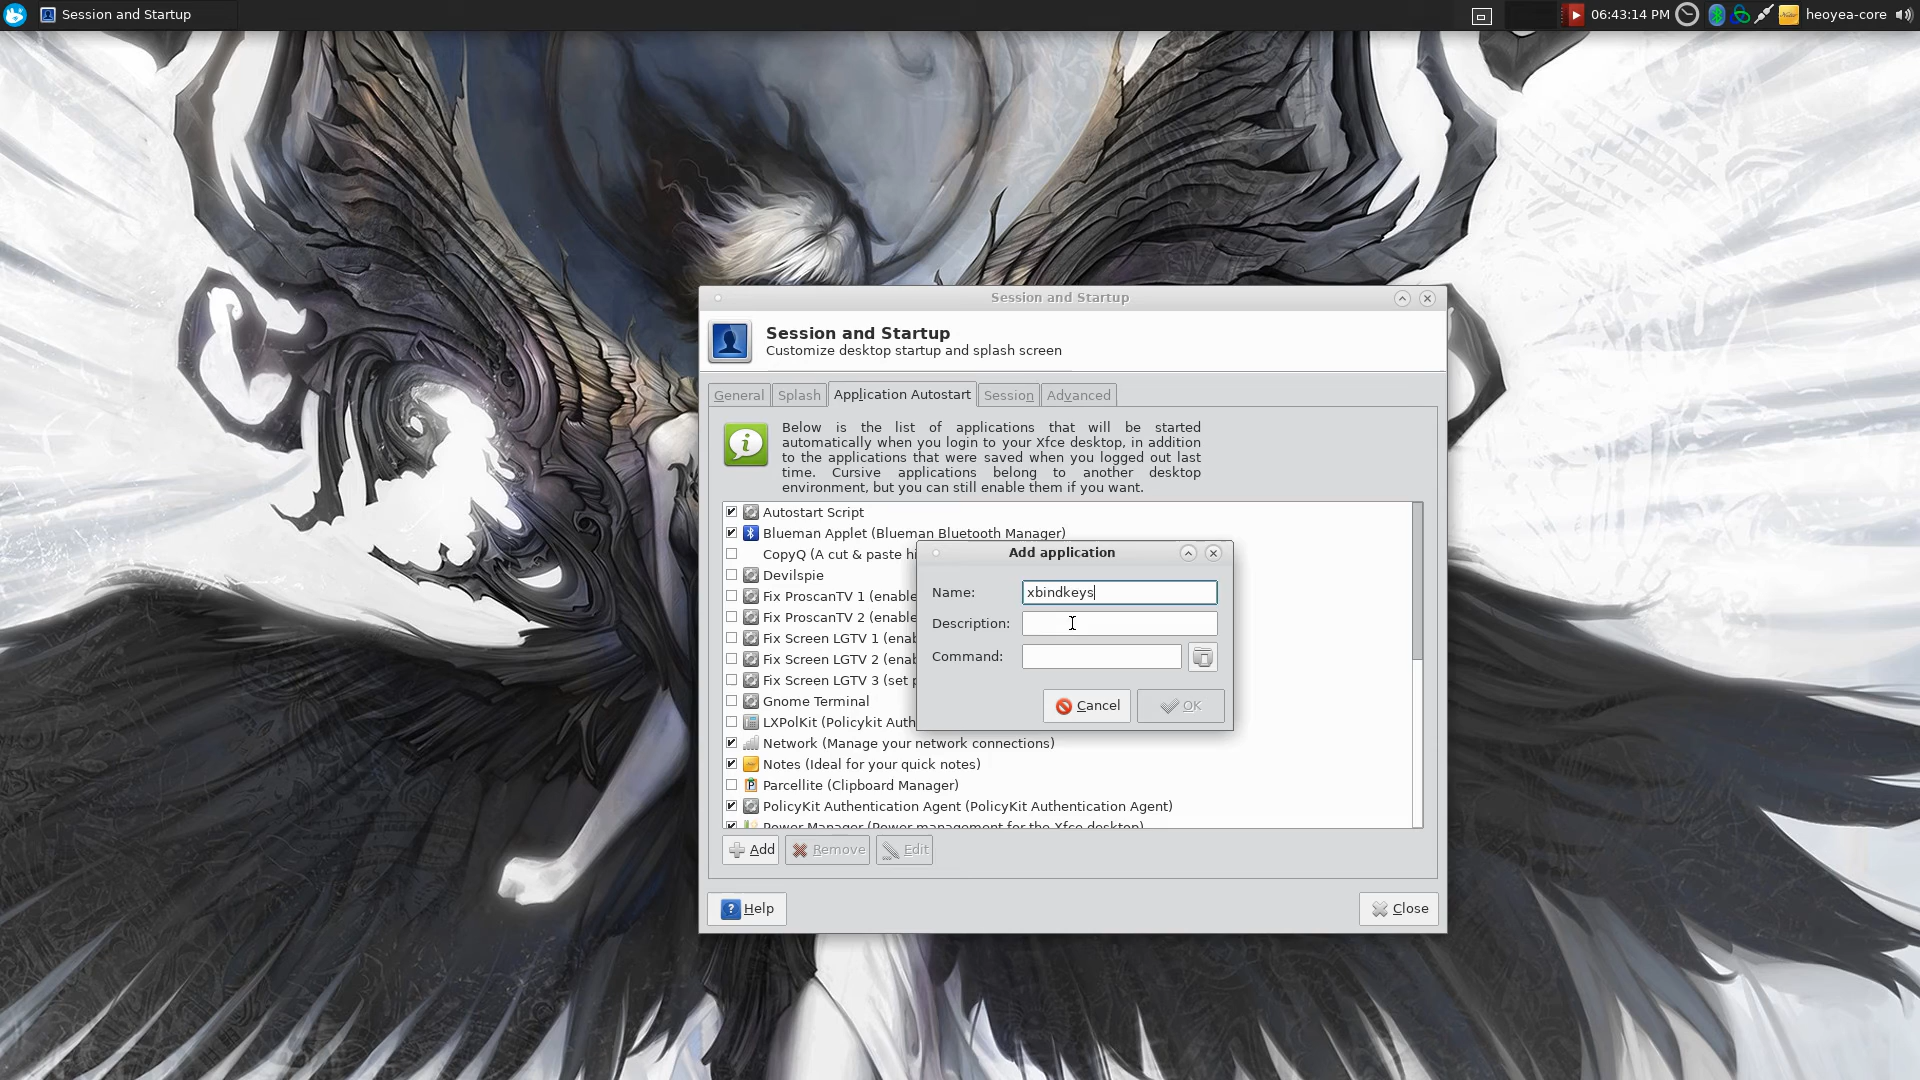 Session and Startup
06:43:14 PM
heoyea-core
Session and Startup
Session and Startup
Customize desktop startup and splash screen
General
Splash
Application Autostart
Session
Advanced
Below is the list of applications that will be started
automatically when you login to your Xfce desktop, in addition
to the applications that were saved when you logged out last
time. Cursive applications belong to another desktop
environment, but you can still enable them if you want.
Autostart Script
Blueman Applet (Blueman Bluetooth Manager)
CopyQ (A cut & paste hi
Devilspie
Fix ProscanTV 1 (enable
Fix ProscanTV 2 (enable
Fix Screen LGTV 1 (enab
Fix Screen LGTV 2 (enab
Fix Screen LGTV 3 (set p
Gnome Terminal
LXPolKit (Policykit Auth
Network (Manage your network connections)
Notes (Ideal for your quick notes)
Parcellite (Clipboard Manager)
PolicyKit Authentication Agent (PolicyKit Authentication Agent)
Power Manager (Power management for the Xfce desktop)
Add application
Name:
xbindkeys
Description:
Command:
Cancel
OK
Add
Remove
Edit
Help
Close